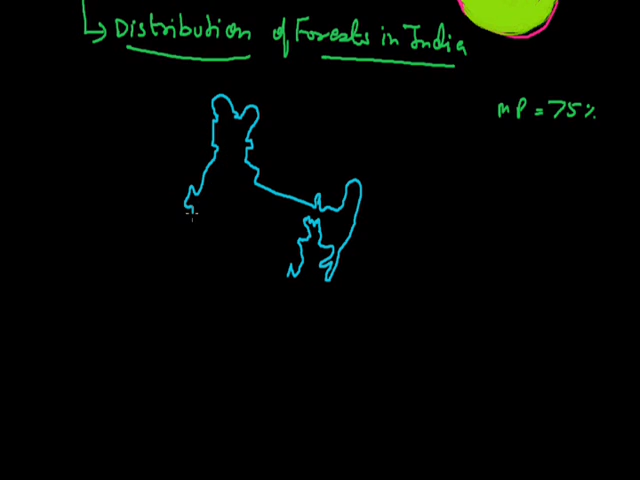 Distribution of Forests in India
MP = 75%